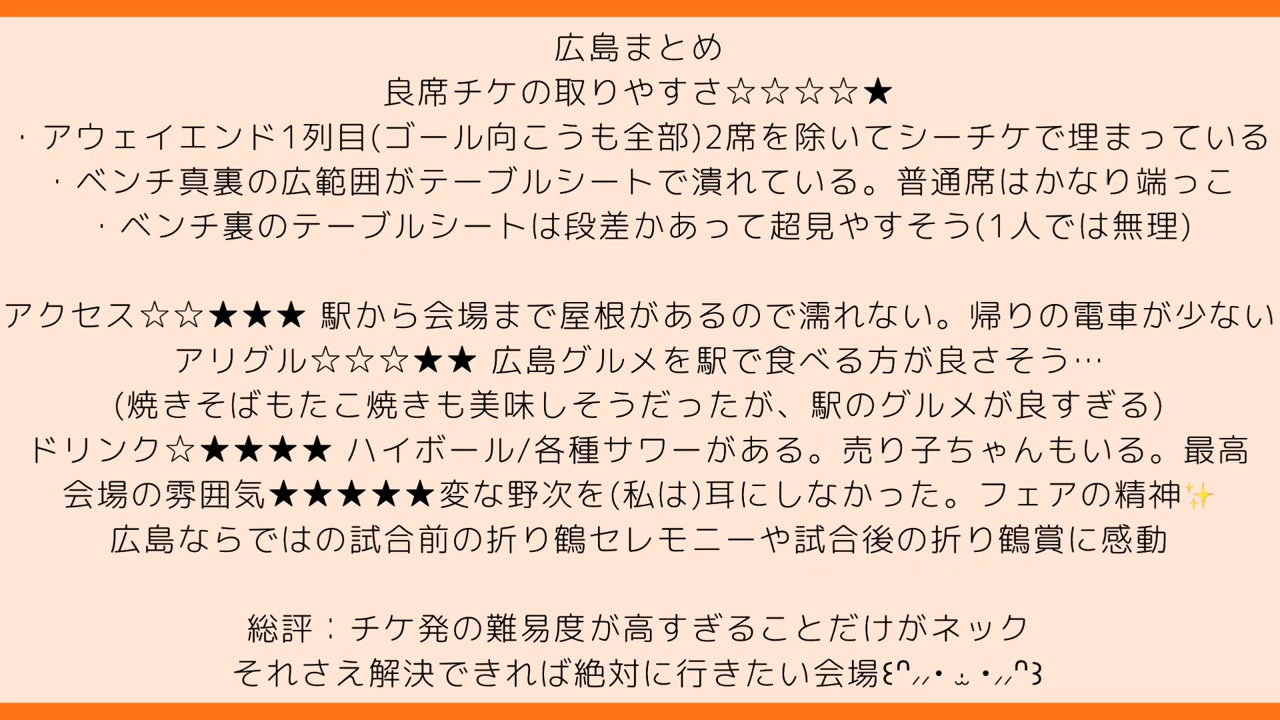 広島まとめ
良席チケの取りやすさ☆☆☆☆★
・アウェイエンド1列目(ゴール向こうも全部)2席を除いてシーチケで埋まっている
・ベンチ真裏の広範囲がテーブルシートで潰れている。普通席はかなり端っこ
・ベンチ裏のテーブルシートは段差かあって超見やすそう(1人では無理)
アクセス☆☆★★★ 駅から会場まで屋根があるので濡れない。帰りの電車が少ない
アリグル☆☆☆★★ 広島グルメを駅で食べる方が良さそう…
(焼きそばもたこ焼きも美味しそうだったが、駅のグルメが良すぎる)
ドリンク☆★★★★ ハイボール/各種サワーがある。売り子ちゃんもいる。最高
会場の雰囲気★★★★★変な野次を(私は)耳にしなかった。フェアの精神✨
広島ならではの試合前の折り鶴セレモニーや試合後の折り鶴賞に感動
総評：チケ発の難易度が高すぎることだけがネック
それさえ解決できれば絶対に行きたい会場꒰ᐢ⸝⸝• ̫ •⸝⸝ᐢ꒱